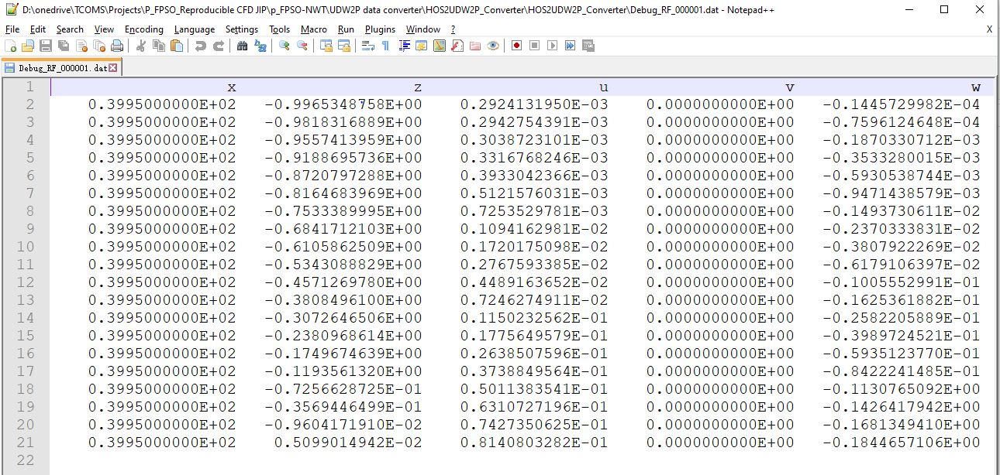 D:\onedrive\TCOMS\Projects\P_FPSO_Reproducible CFD JIP\p_FPSO-NWT\UDW2P data converter\HOS2UDW2P_Converter\HOS2UDW2P_Converter\Debug_RF_000001.dat - Notepad++
File Edit Search View Encoding Language Settings Tools Macro Run Plugins Window ? X
Debug_RF_000001.dat
1 x z u v w
2 0.3995000000E+02 -0.9965348758E+00 0.2924131950E-03 0.0000000000E+00 -0.1445729982E-04
3 0.3995000000E+02 -0.9818316889E+00 0.2942754391E-03 0.0000000000E+00 -0.7596124648E-04
4 0.3995000000E+02 -0.9557413959E+00 0.3038723101E-03 0.0000000000E+00 -0.1870330712E-03
5 0.3995000000E+02 -0.9188695736E+00 0.3316768246E-03 0.0000000000E+00 -0.3533280015E-03
6 0.3995000000E+02 -0.8720797288E+00 0.3933042366E-03 0.0000000000E+00 -0.5930538744E-03
7 0.3995000000E+02 -0.8164683969E+00 0.5121576031E-03 0.0000000000E+00 -0.9471438579E-03
8 0.3995000000E+02 -0.7533389995E+00 0.7253529781E-03 0.0000000000E+00 -0.1493730611E-02
9 0.3995000000E+02 -0.6841712103E+00 0.1094162981E-02 0.0000000000E+00 -0.2370333831E-02
10 0.3995000000E+02 -0.6105862509E+00 0.1720175098E-02 0.0000000000E+00 -0.3807922269E-02
11 0.3995000000E+02 -0.5343088829E+00 0.2767593385E-02 0.0000000000E+00 -0.6179106397E-02
12 0.3995000000E+02 -0.4571269780E+00 0.4489163652E-02 0.0000000000E+00 -0.1005552991E-01
13 0.3995000000E+02 -0.3808496100E+00 0.7246274911E-02 0.0000000000E+00 -0.1625361882E-01
14 0.3995000000E+02 -0.3072646506E+00 0.1150232562E-01 0.0000000000E+00 -0.2582205889E-01
15 0.3995000000E+02 -0.2380968614E+00 0.1775649579E-01 0.0000000000E+00 -0.3989724521E-01
16 0.3995000000E+02 -0.1749674639E+00 0.2638507596E-01 0.0000000000E+00 -0.5935123770E-01
17 0.3995000000E+02 -0.1193561320E+00 0.3738849564E-01 0.0000000000E+00 -0.8422241485E-01
18 0.3995000000E+02 -0.7256628725E-01 0.5011383541E-01 0.0000000000E+00 -0.1130765092E+00
19 0.3995000000E+02 -0.3569446499E-01 0.6310727196E-01 0.0000000000E+00 -0.1426417942E+00
20 0.3995000000E+02 -0.9604171910E-02 0.7427350625E-01 0.0000000000E+00 -0.1681349410E+00
21 0.3995000000E+02 0.5099014942E-02 0.8140803282E-01 0.0000000000E+00 -0.1844657106E+00
22